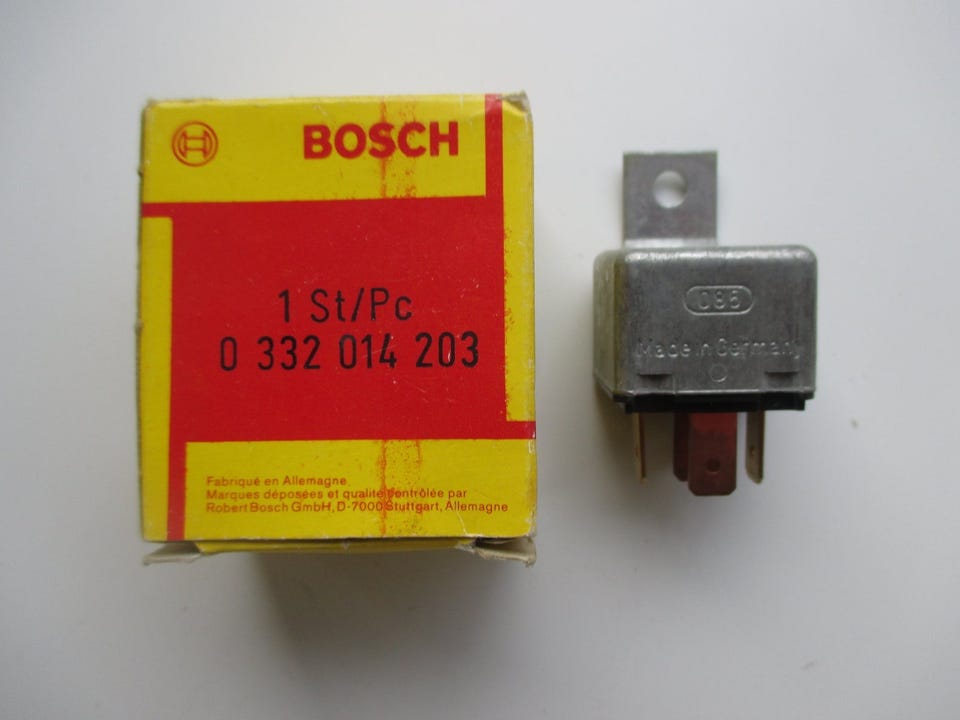 BOSCH
1 St/Pc
0 332 014 203
Fabriqué en Allemagne
Marques déposées et qualité contrôlée par
Robert Bosch GmbH, D-7000 Stuttgart, Allemagne
085
Made in Germany